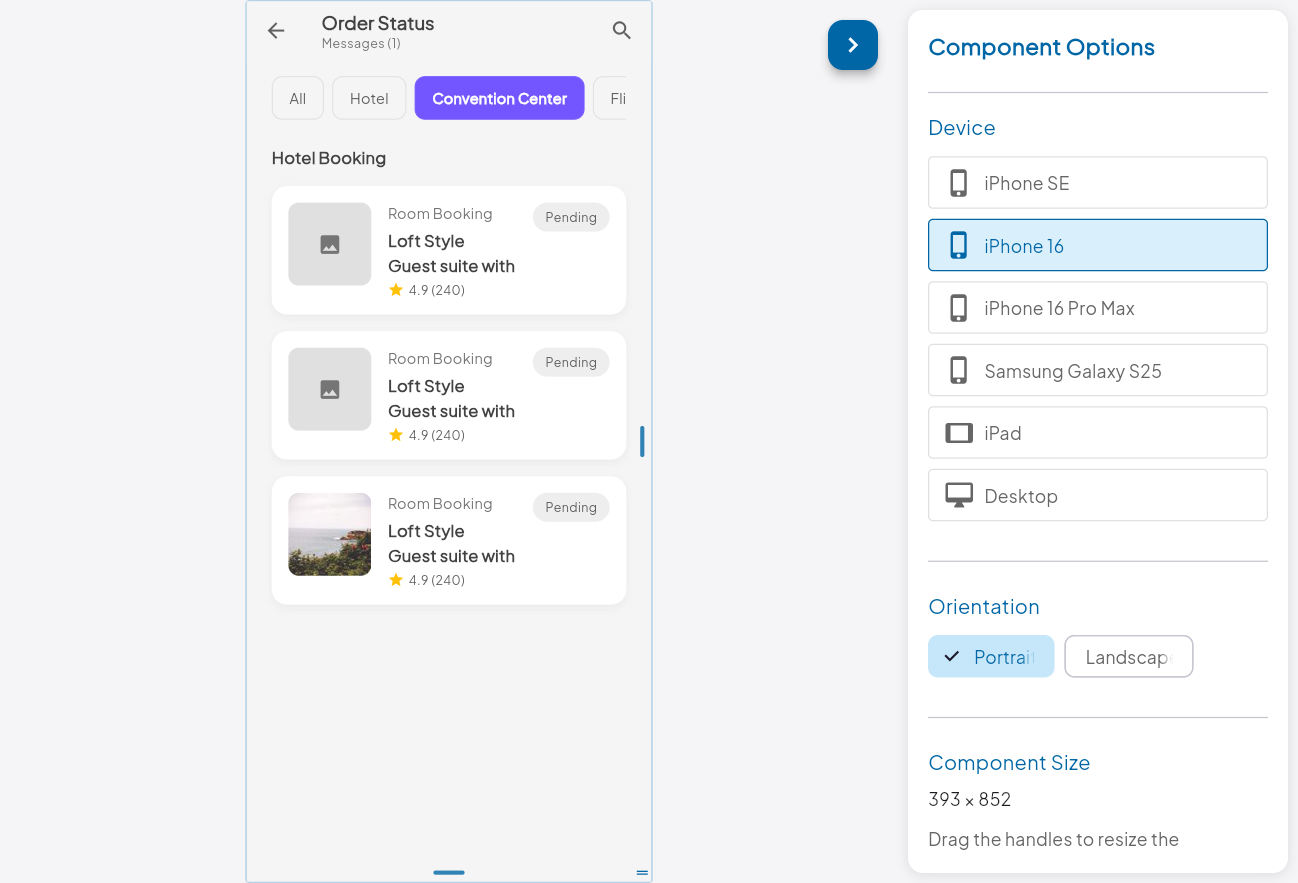 Order Status
Messages (1)
All
Hotel
Convention Center
Fli
Hotel Booking
Room Booking
Pending
Loft Style
Guest suite with
4.9 (240)
Room Booking
Pending
Loft Style
Guest suite with
4.9 (240)
Room Booking
Pending
Loft Style
Guest suite with
4.9 (240)
Component Options
Device
iPhone SE
iPhone 16
iPhone 16 Pro Max
Samsung Galaxy S25
iPad
Desktop
Orientation
Portrait
Landscape
Component Size
393 × 852
Drag the handles to resize the